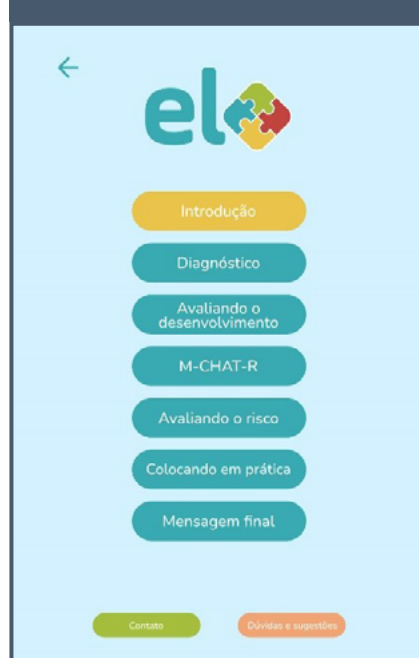 elo
Introdução
Diagnóstico
Avaliando o
desenvolvimento
M-CHAT-R
Avaliando o risco
Colocando em prática
Mensagem final
Contato
Dúvidas e sugestões